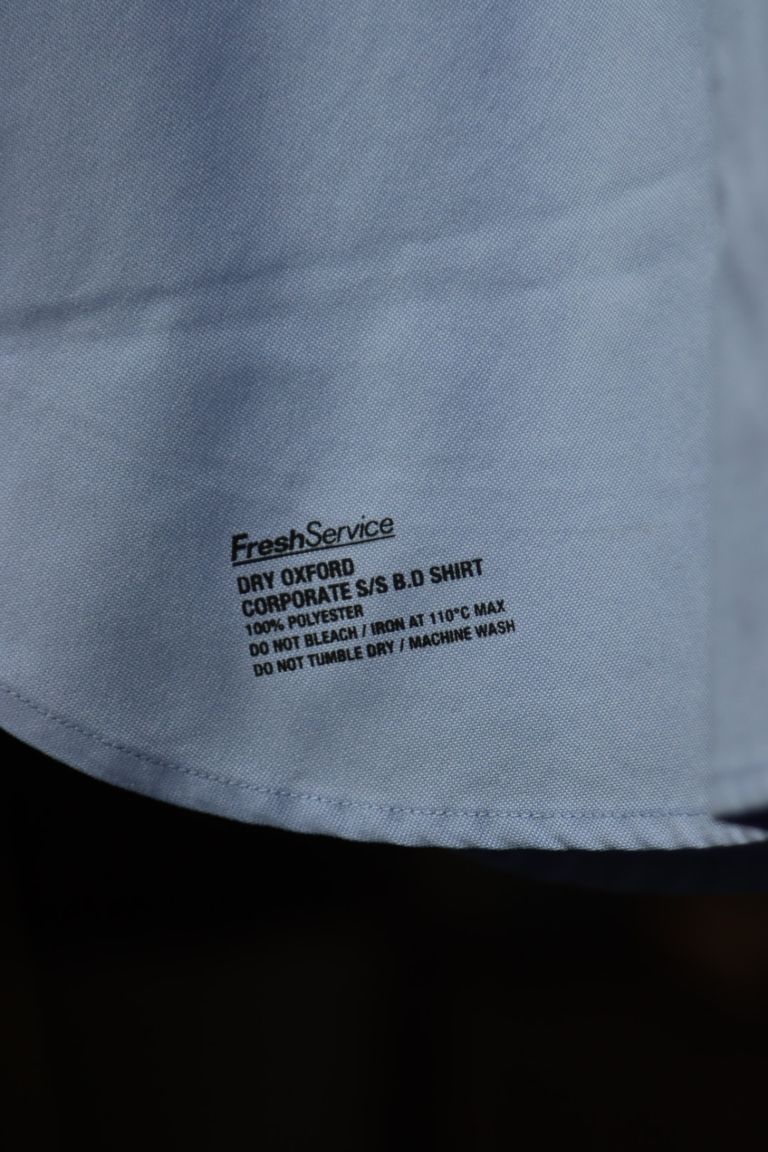 FreshService
DRY OXFORD
CORPORATE S/S B.D SHIRT
100% POLYESTER
DO NOT BLEACH / IRON AT 110°C MAX
DO NOT TUMBLE DRY / MACHINE WASH